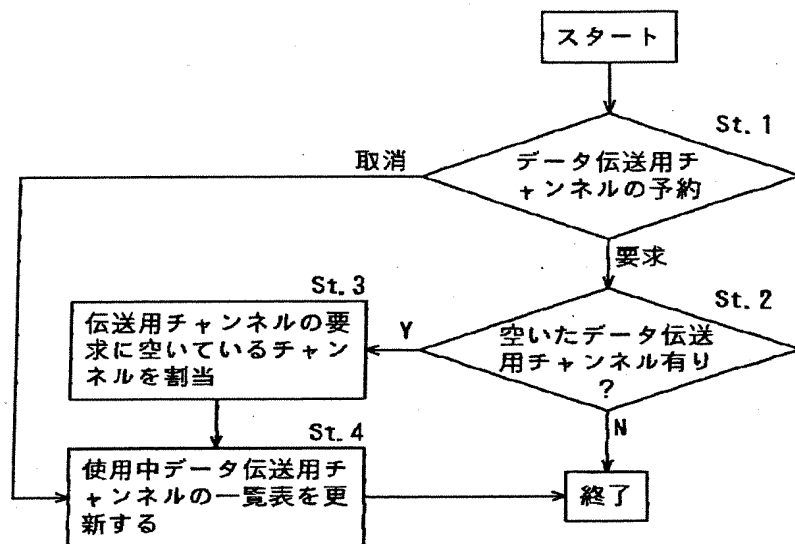 スタート
St. 1
データ伝送用チ
ャンネルの予約
取消
要求
St. 2
空いたデータ伝送
用チャンネル有り
?
Y
N
St. 3
伝送用チャンネルの要
求に空いているチャン
ネルを割当
St. 4
使用中データ伝送用チ
ャンネルの一覧表を更
新する
終了